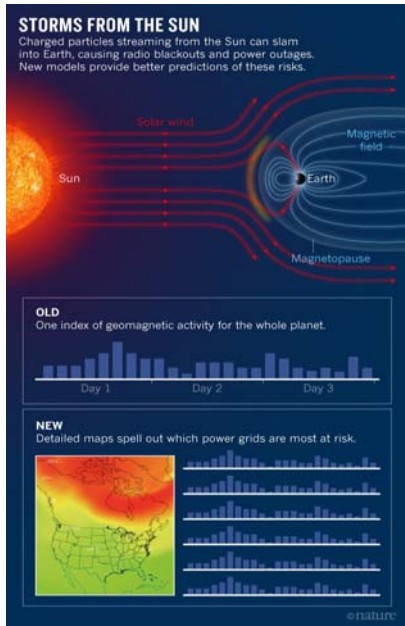 STORMS FROM THE SUN
Charged particles streaming from the Sun can slam
into Earth, causing radio blackouts and power outages.
New models provide better predictions of these risks.
Solar wind
Magnetic
field
Sun
Earth
Magnetopause
OLD
One index of geomagnetic activity for the whole planet.
Day 1
Day 2
Day 3
NEW
Detailed maps spell out which power grids are most at risk.
©nature